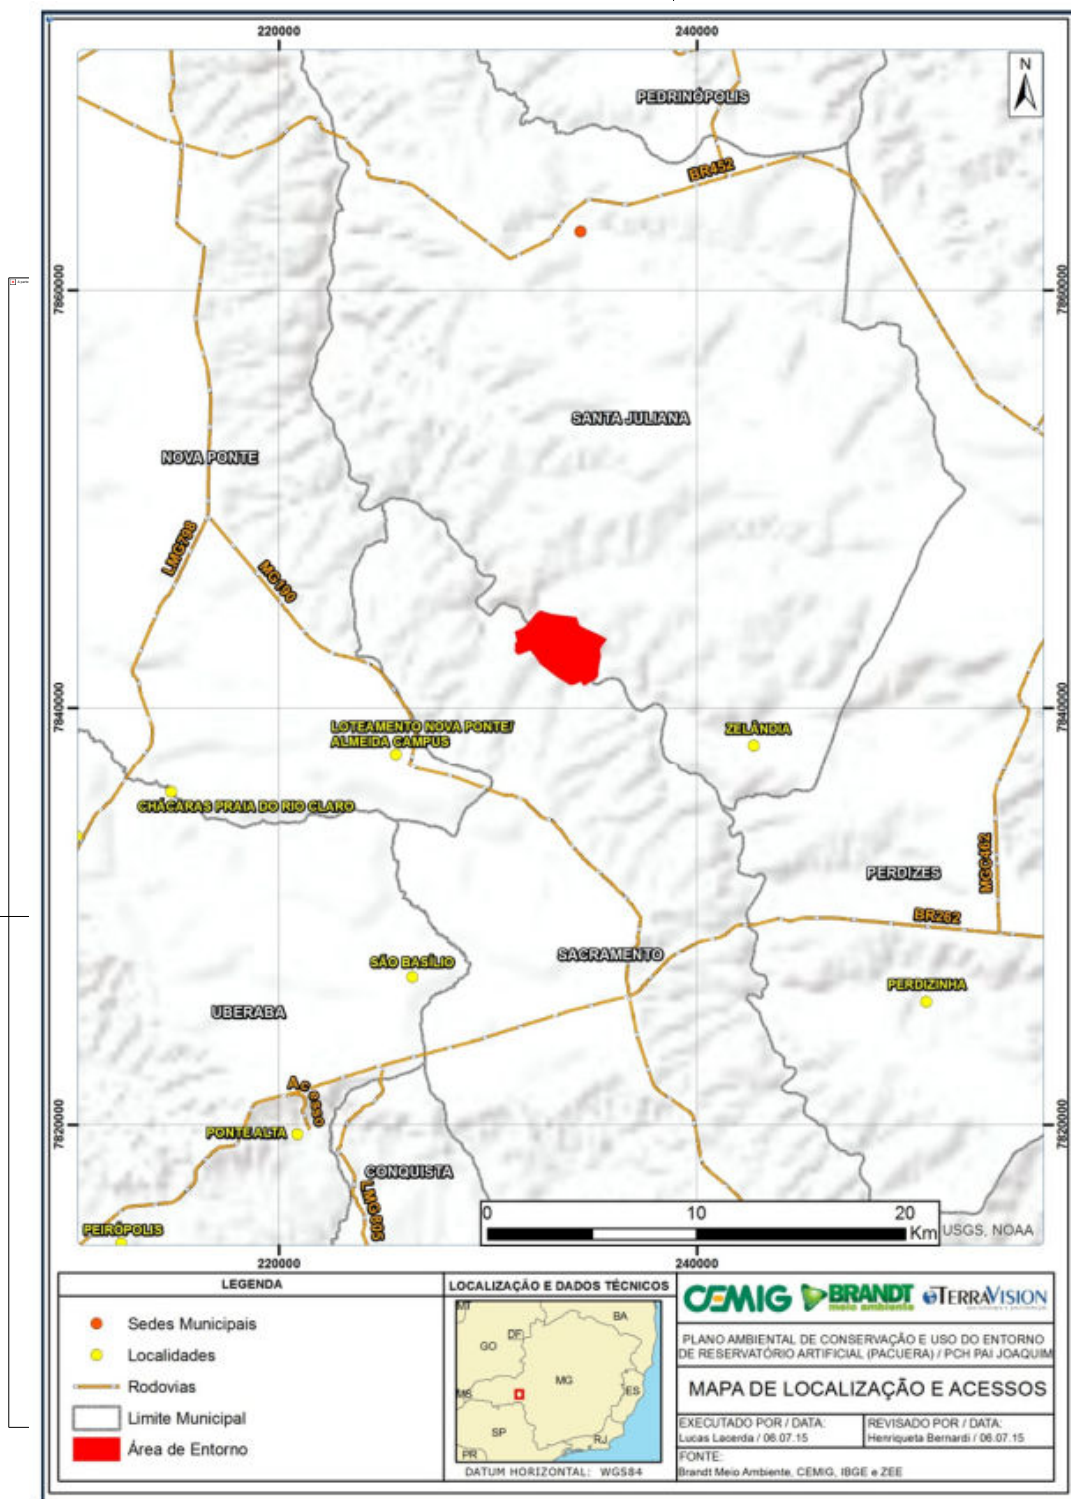 220000
240000
N
PEDRINÓPOLIS
BR452
7860000
7860000
SANTA JULIANA
NOVA PONTE
LMG798
MG190
7840000
7840000
LOTEAMENTO NOVA PONTE/
ALMEIDA CAMPUS
ZELÂNDIA
CHÁCARAS PRAIA DO RIO CLARO
PERDIZES
MGC462
BR262
SACRAMENTO
SÃO BASÍLIO
PERDIZINHA
UBERABA
Acesso
7820000
7820000
PONTE ALTA
CONQUISTA
LMG805
PEIRÓPOLIS
0 10 20
Km
USGS, NOAA
220000
240000
LEGENDA
Sedes Municipais
Localidades
Rodovias
Limite Municipal
Área de Entorno
LOCALIZAÇÃO E DADOS TÉCNICOS
MT
BA
DF
GO
MG
MS
ES
SP
RJ
PR
DATUM HORIZONTAL: WGS84
CEMIG
BRANDT
meio ambiente
TERRAVISION
PLANO AMBIENTAL DE CONSERVAÇÃO E USO DO ENTORNO
DE RESERVATÓRIO ARTIFICIAL (PACUERA) / PCH PAI JOAQUIM
MAPA DE LOCALIZAÇÃO E ACESSOS
EXECUTADO POR / DATA:
Lucas Lacerda / 06.07.15
REVISADO POR / DATA:
Henriqueta Bernardi / 06.07.15
FONTE:
Brandt Meio Ambiente, CEMIG, IBGE e ZEE